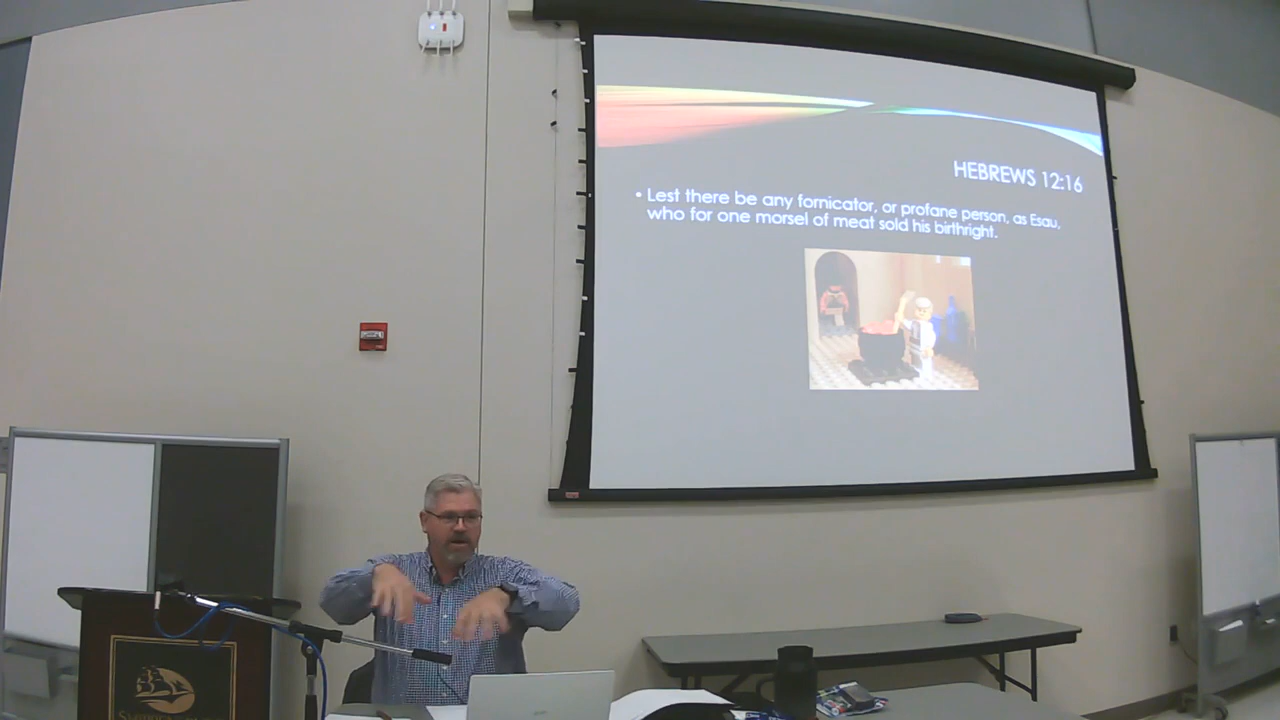 HEBREWS 12:16
• Lest there be any fornicator, or profane person, as Esau,
who for one morsel of meat sold his birthright.